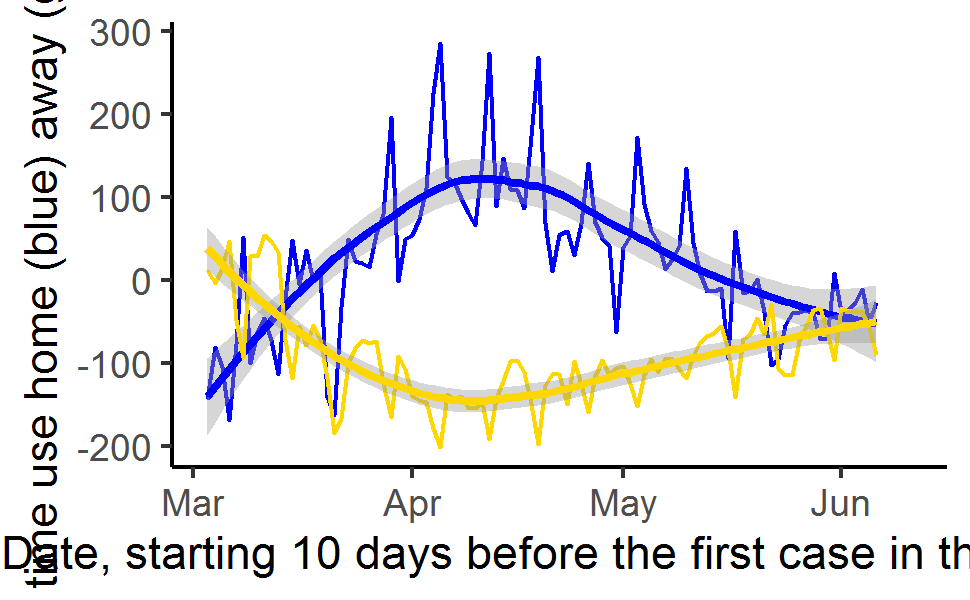 time use home (blue) away (g
300
200
100
0
-100
-200
Mar Apr May Jun
Date, starting 10 days before the first case in th